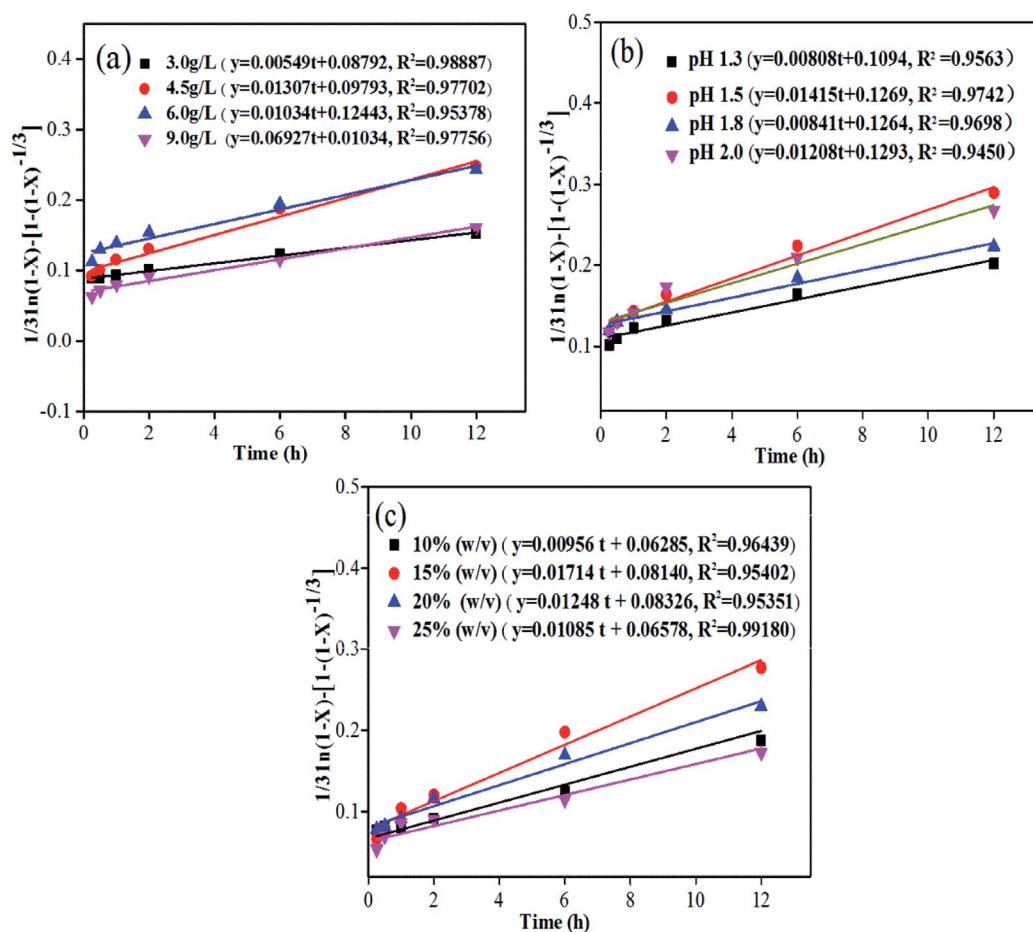 (a)
3.0g/L ( y=0.00549t+0.08792, R²=0.98887)
4.5g/L (y=0.01307t+0.09793, R²=0.97702)
6.0g/L (y=0.01034t+0.12443, R²=0.95378)
9.0g/L (y=0.06927t+0.01034, R²=0.97756)
1/3ln(1-X)-[1-(1-X)^-1/3]
0.4
0.3
0.2
0.1
0.0
-0.1
0 2 4 6 8 10 12
Time (h)
(b)
pH 1.3 (y=0.00808t+0.1094, R² =0.9563)
pH 1.5 (y=0.01415t+0.1269, R² =0.9742)
pH 1.8 (y=0.00841t+0.1264, R² =0.9698)
pH 2.0 (y=0.01208t+0.1293, R² =0.9450)
1/3ln(1-X)-[1-(1-X)^-1/3]
0.5
0.4
0.3
0.2
0.1
0 2 4 6 8 10 12
Time (h)
(c)
10% (w/v) ( y=0.00956 t + 0.06285, R²=0.96439)
15% (w/v) ( y=0.01714 t + 0.08140, R²=0.95402)
20% (w/v) ( y=0.01248 t + 0.08326, R²=0.95351)
25% (w/v) ( y=0.01085 t + 0.06578, R²=0.99180)
1/3ln(1-X)-[1-(1-X)^-1/3]
0.5
0.4
0.3
0.2
0.1
0 2 4 6 8 10 12
Time (h)